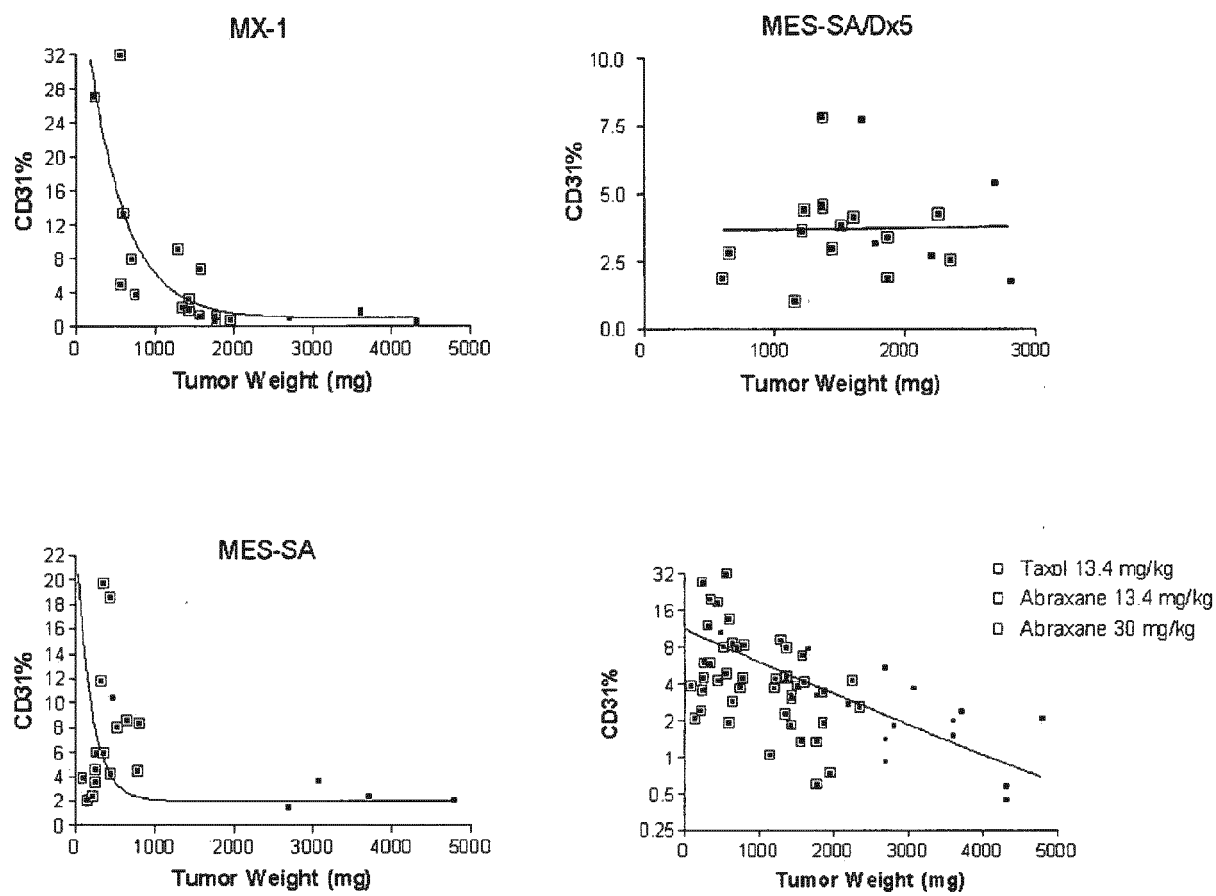 MX-1
32
28
24
20
16
12
8
4
0
CD31%
0 1000 2000 3000 4000 5000
Tumor Weight (mg)
MES-SA/Dx5
10.0
7.5
5.0
2.5
0.0
CD31%
0 1000 2000 3000
Tumor Weight (mg)
MES-SA
22
20
18
16
14
12
10
8
6
4
2
0
CD31%
0 1000 2000 3000 4000 5000
Tumor Weight (mg)
32
16
8
4
2
1
0.5
0.25
CD31%
0 1000 2000 3000 4000 5000
Tumor Weight (mg)
Taxol 13.4 mg/kg
Abraxane 13.4 mg/kg
Abraxane 30 mg/kg